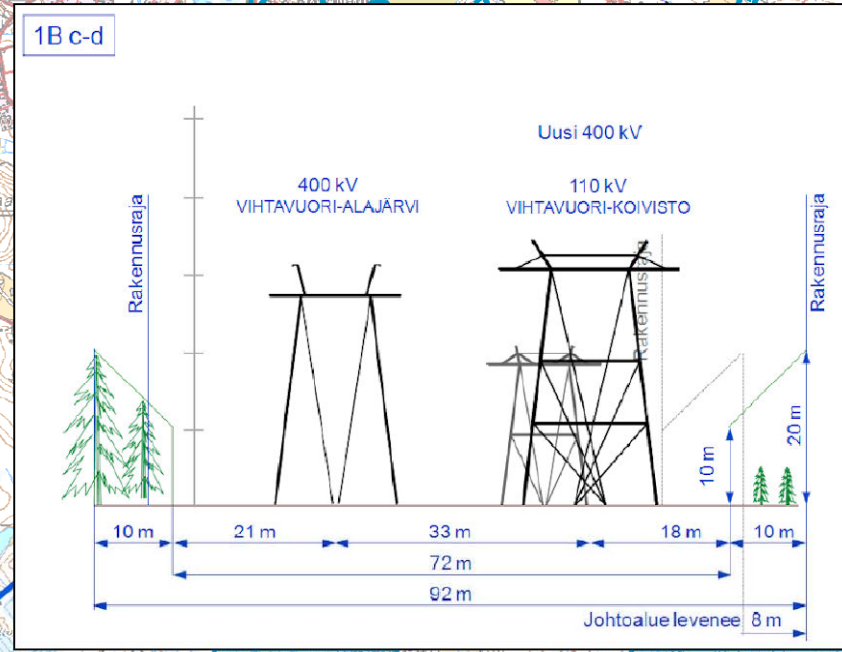 1B c-d
Uusi 400 kV
400 kV
VIHTAVUORI-ALAJÄRVI
110 kV
VIHTAVUORI-KOIVISTO
Rakennusraja
Rakennusraja
Rakennusraja
10 m
20 m
10 m
21 m
33 m
18 m
10 m
72 m
92 m
Johtoalue levenee 8 m